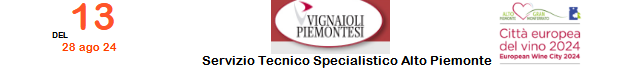 13
DEL
28 ago 24
VIGNAIOLI
PIEMONTESI
Servizio Tecnico Specialistico Alto Piemonte
Città europea
del vino 2024
European Wine City 2024